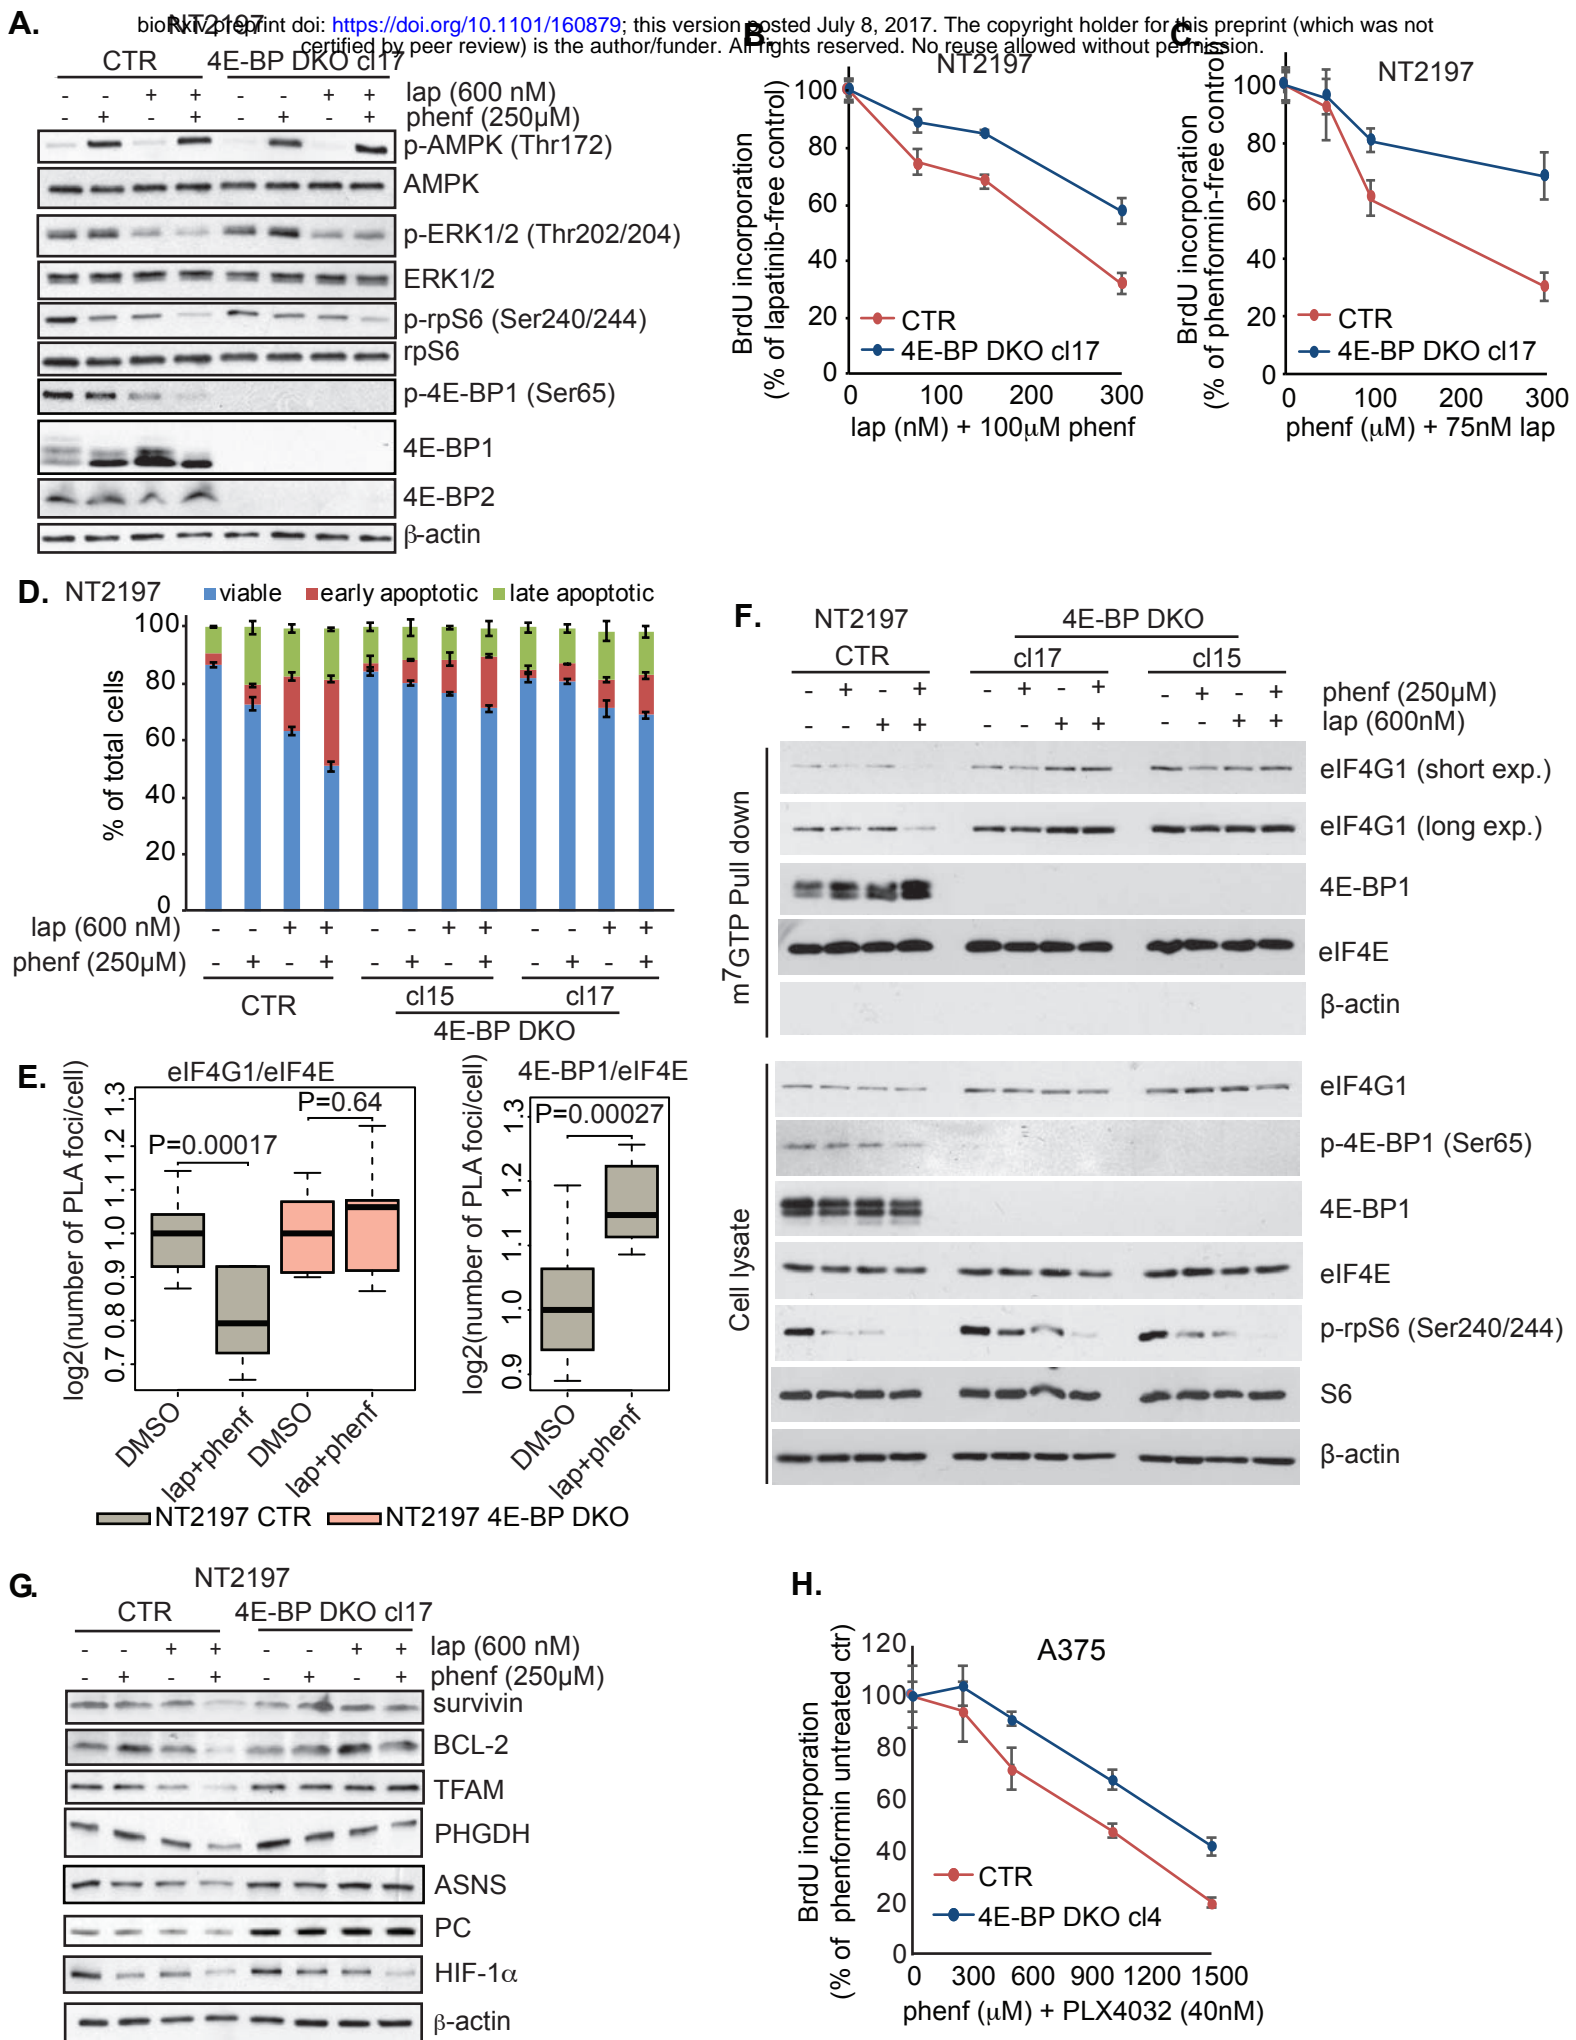 bioRxiv preprint doi: https://doi.org/10.1101/160879; this version posted July 8, 2017. The copyright holder for this preprint (which was not
certified by peer review) is the author/funder. All rights reserved. No reuse allowed without permission.
A.
NT2197
CTR 4E-BP DKO cl17
- + - + - + - +
lap (600 nM)
- - + + - - + +
phenf (250µM)
p-AMPK (Thr172)
AMPK
p-ERK1/2 (Thr202/204)
ERK1/2
p-rpS6 (Ser240/244)
rpS6
p-4E-BP1 (Ser65)
4E-BP1
4E-BP2
β-actin
B.
NT2197
BrdU incorporation
(% of lapatinib-free control)
100
80
60
40
20
0
CTR
4E-BP DKO cl17
0 100 200 300
lap (nM) + 100µM phenf
C.
NT2197
BrdU incorporation
(% of phenformin-free control)
100
80
60
40
20
0
CTR
4E-BP DKO cl17
0 100 200 300
phenf (µM) + 75nM lap
D. NT2197
viable early apoptotic late apoptotic
% of total cells
100
80
60
40
20
0
lap (600 nM) - - + + - - + + - - + +
phenf (250µM) - + - + - + - + - + - +
CTR
cl15 cl17
4E-BP DKO
E.
eIF4G1/eIF4E
log2(number of PLA foci/cell)
0.7 0.8 0.9 1.0 1.1 1.2 1.3
P=0.00017
P=0.64
DMSO
lap+phenf
DMSO
lap+phenf
4E-BP1/eIF4E
log2(number of PLA foci/cell)
0.9 1.0 1.1 1.2 1.3
P=0.00027
DMSO
lap+phenf
NT2197 CTR NT2197 4E-BP DKO
F.
NT2197 4E-BP DKO
CTR cl17 cl15
- + - + - + - + - + - + phenf (250µM)
- - + + - - + + - - + + lap (600nM)
m7GTP Pull down
eIF4G1 (short exp.)
eIF4G1 (long exp.)
4E-BP1
eIF4E
β-actin
Cell lysate
eIF4G1
p-4E-BP1 (Ser65)
4E-BP1
eIF4E
p-rpS6 (Ser240/244)
S6
β-actin
G.
NT2197
CTR 4E-BP DKO cl17
- - + + - - + + lap (600 nM)
- + - + - + - + phenf (250µM)
survivin
BCL-2
TFAM
PHGDH
ASNS
PC
HIF-1α
β-actin
H.
A375
BrdU incorporation
(% of phenformin untreated ctr)
120
100
80
60
40
20
0
CTR
4E-BP DKO cl4
0 300 600 900 1200 1500
phenf (µM) + PLX4032 (40nM)